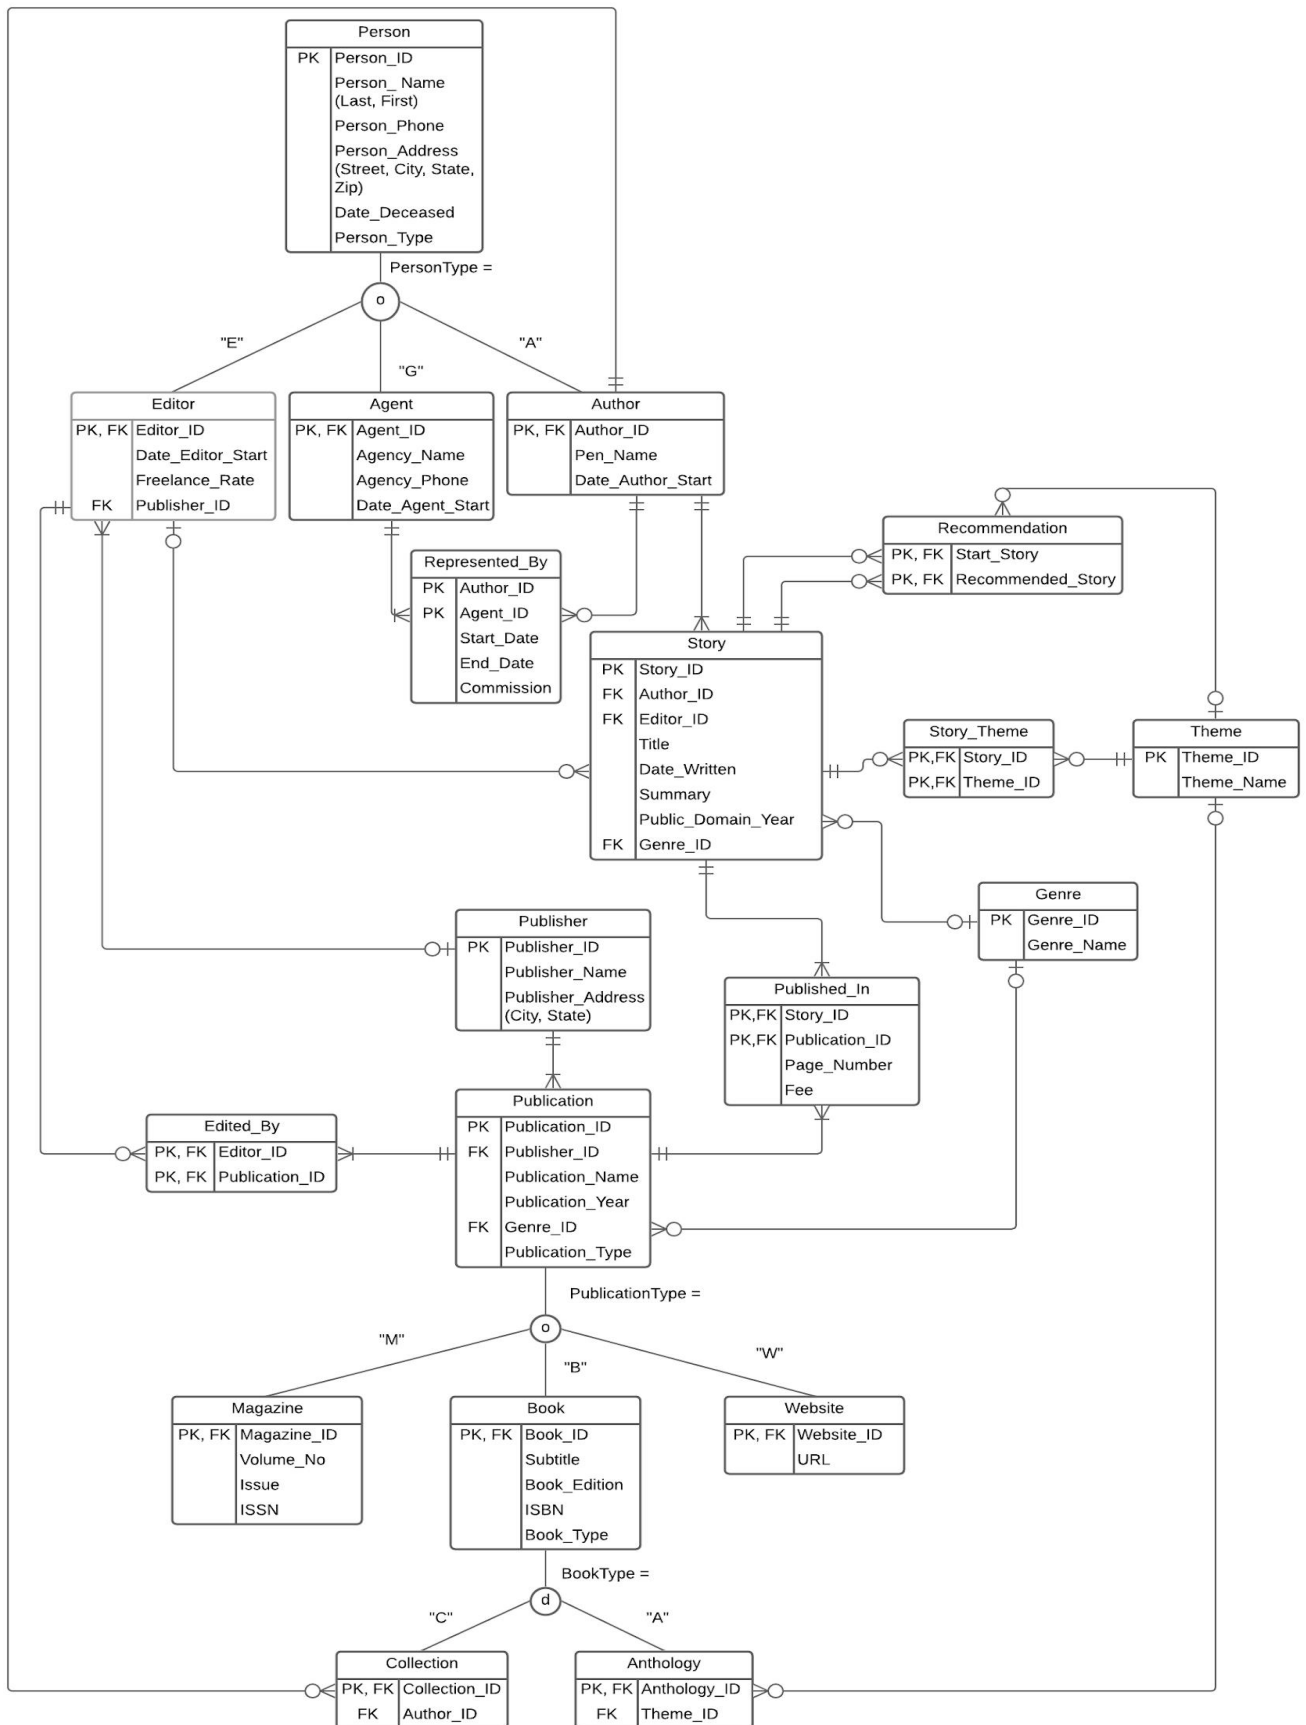 Person
PK Person_ID
Person_ Name
(Last, First)
Person_Phone
Person_Address
(Street, City, State,
Zip)
Date_Deceased
Person_Type
PersonType =
o
"E"
"G"
"A"
Editor
PK, FK Editor_ID
Date_Editor_Start
Freelance_Rate
FK Publisher_ID
Agent
PK, FK Agent_ID
Agency_Name
Agency_Phone
Date_Agent_Start
Author
PK, FK Author_ID
Pen_Name
Date_Author_Start
Represented_By
PK Author_ID
PK Agent_ID
Start_Date
End_Date
Commission
Recommendation
PK, FK Start_Story
PK, FK Recommended_Story
Story
PK Story_ID
FK Author_ID
FK Editor_ID
Title
Date_Written
Summary
Public_Domain_Year
FK Genre_ID
Story_Theme
PK,FK Story_ID
PK,FK Theme_ID
Theme
PK Theme_ID
Theme_Name
Genre
PK Genre_ID
Genre_Name
Publisher
PK Publisher_ID
Publisher_Name
Publisher_Address
(City, State)
Published_In
PK,FK Story_ID
PK,FK Publication_ID
Page_Number
Fee
Edited_By
PK, FK Editor_ID
PK, FK Publication_ID
Publication
PK Publication_ID
FK Publisher_ID
Publication_Name
Publication_Year
FK Genre_ID
Publication_Type
PublicationType =
o
"M"
"B"
"W"
Magazine
PK, FK Magazine_ID
Volume_No
Issue
ISSN
Book
PK, FK Book_ID
Subtitle
Book_Edition
ISBN
Book_Type
Website
PK, FK Website_ID
URL
BookType =
d
"C"
"A"
Collection
PK, FK Collection_ID
FK Author_ID
Anthology
PK, FK Anthology_ID
FK Theme_ID